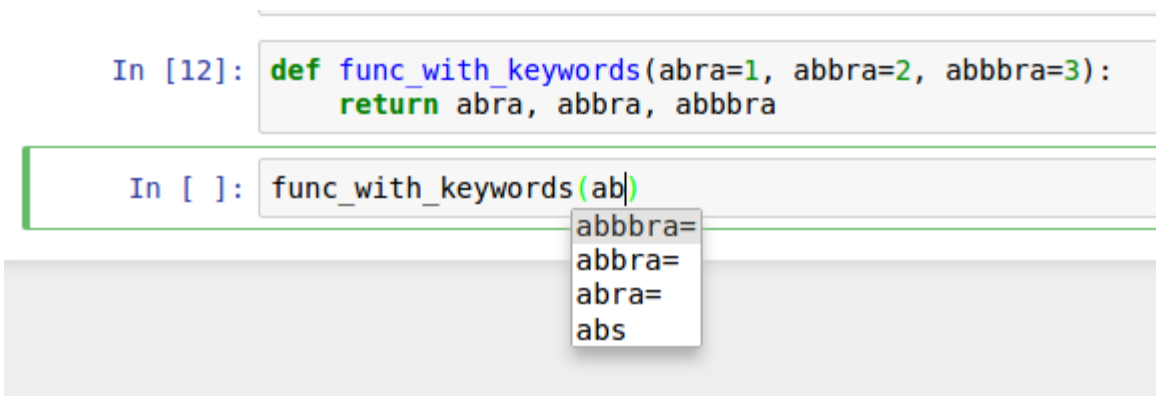 In [12]: def func_with_keywords(abra=1, abbra=2, abbbra=3):
    return abra, abbra, abbbra
In [ ]: func_with_keywords(ab)
abbbra=
abbra=
abra=
abs